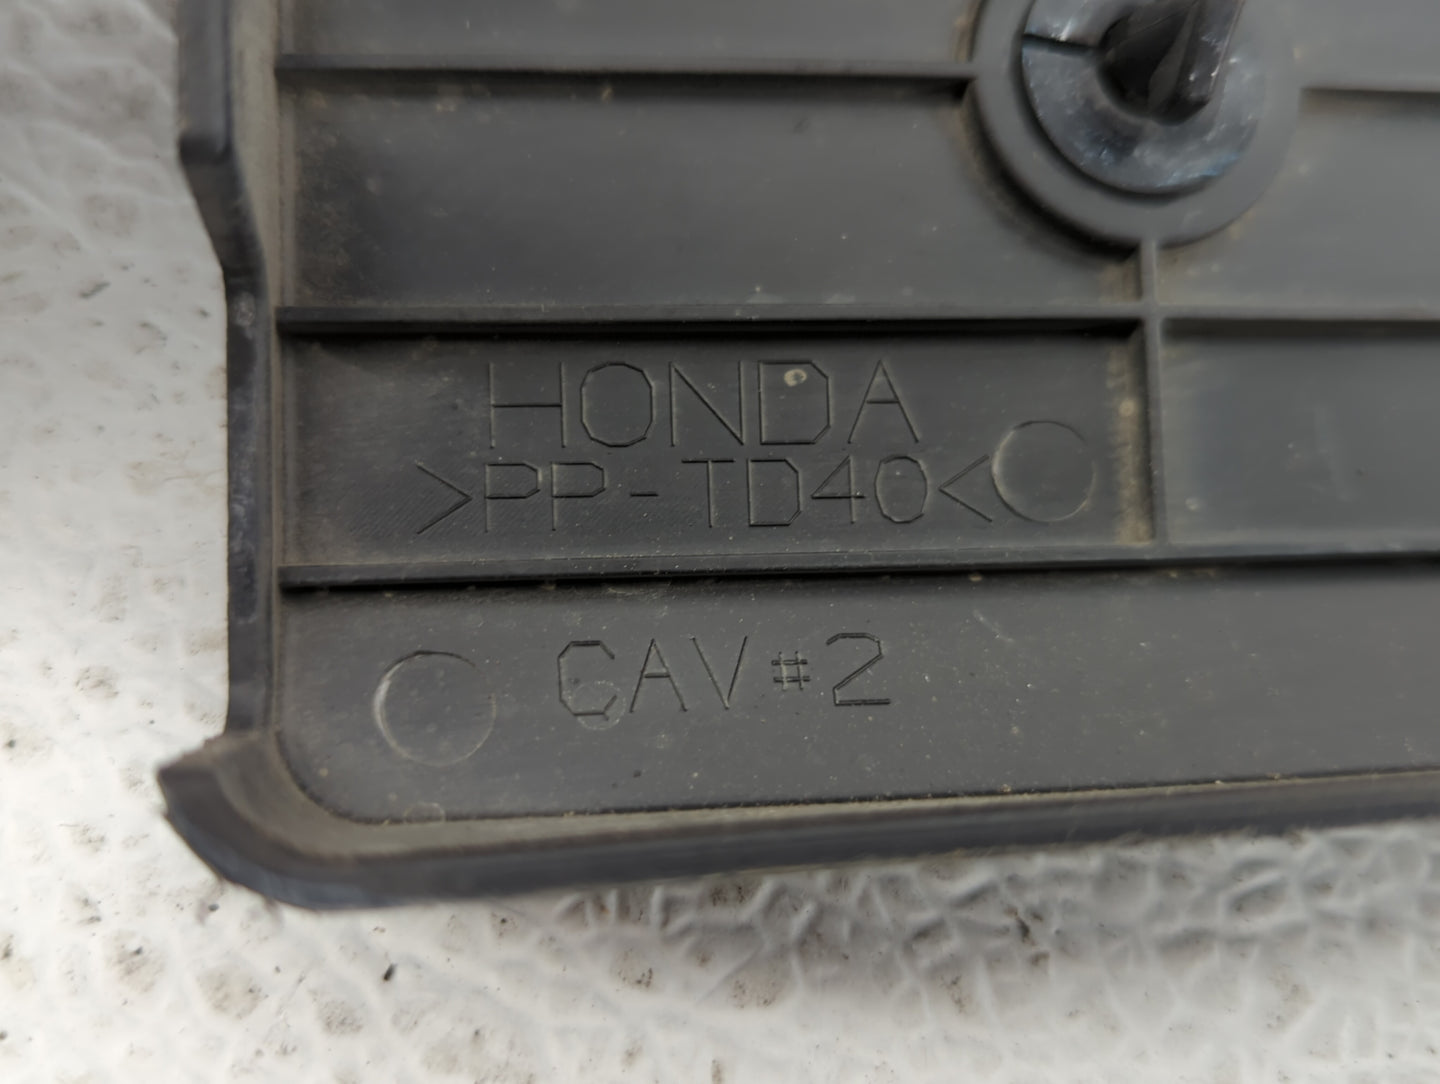 HONDA
>PP-TD40<
CAV #2